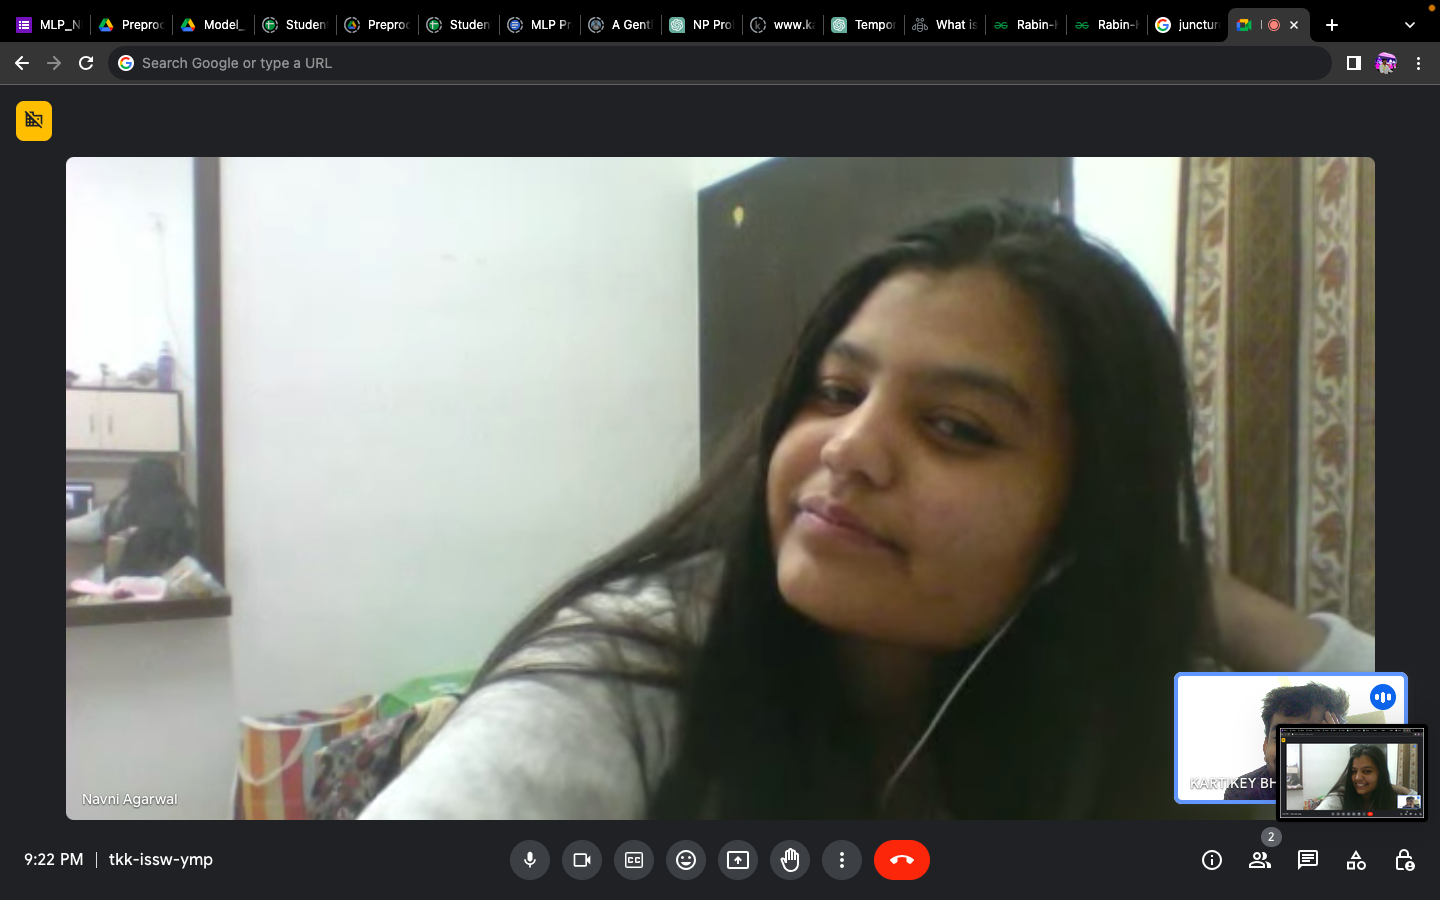 MLP_N
Preproc
Model_
Studen
Preproc
Studen
MLP Pr
A Gent
NP Pro
www.k
Tempo
What is
Rabin-
Rabin-
junctur
Search Google or type a URL
Navni Agarwal
KARTIKEY BH
9:22 PM | tkk-issw-ymp
2